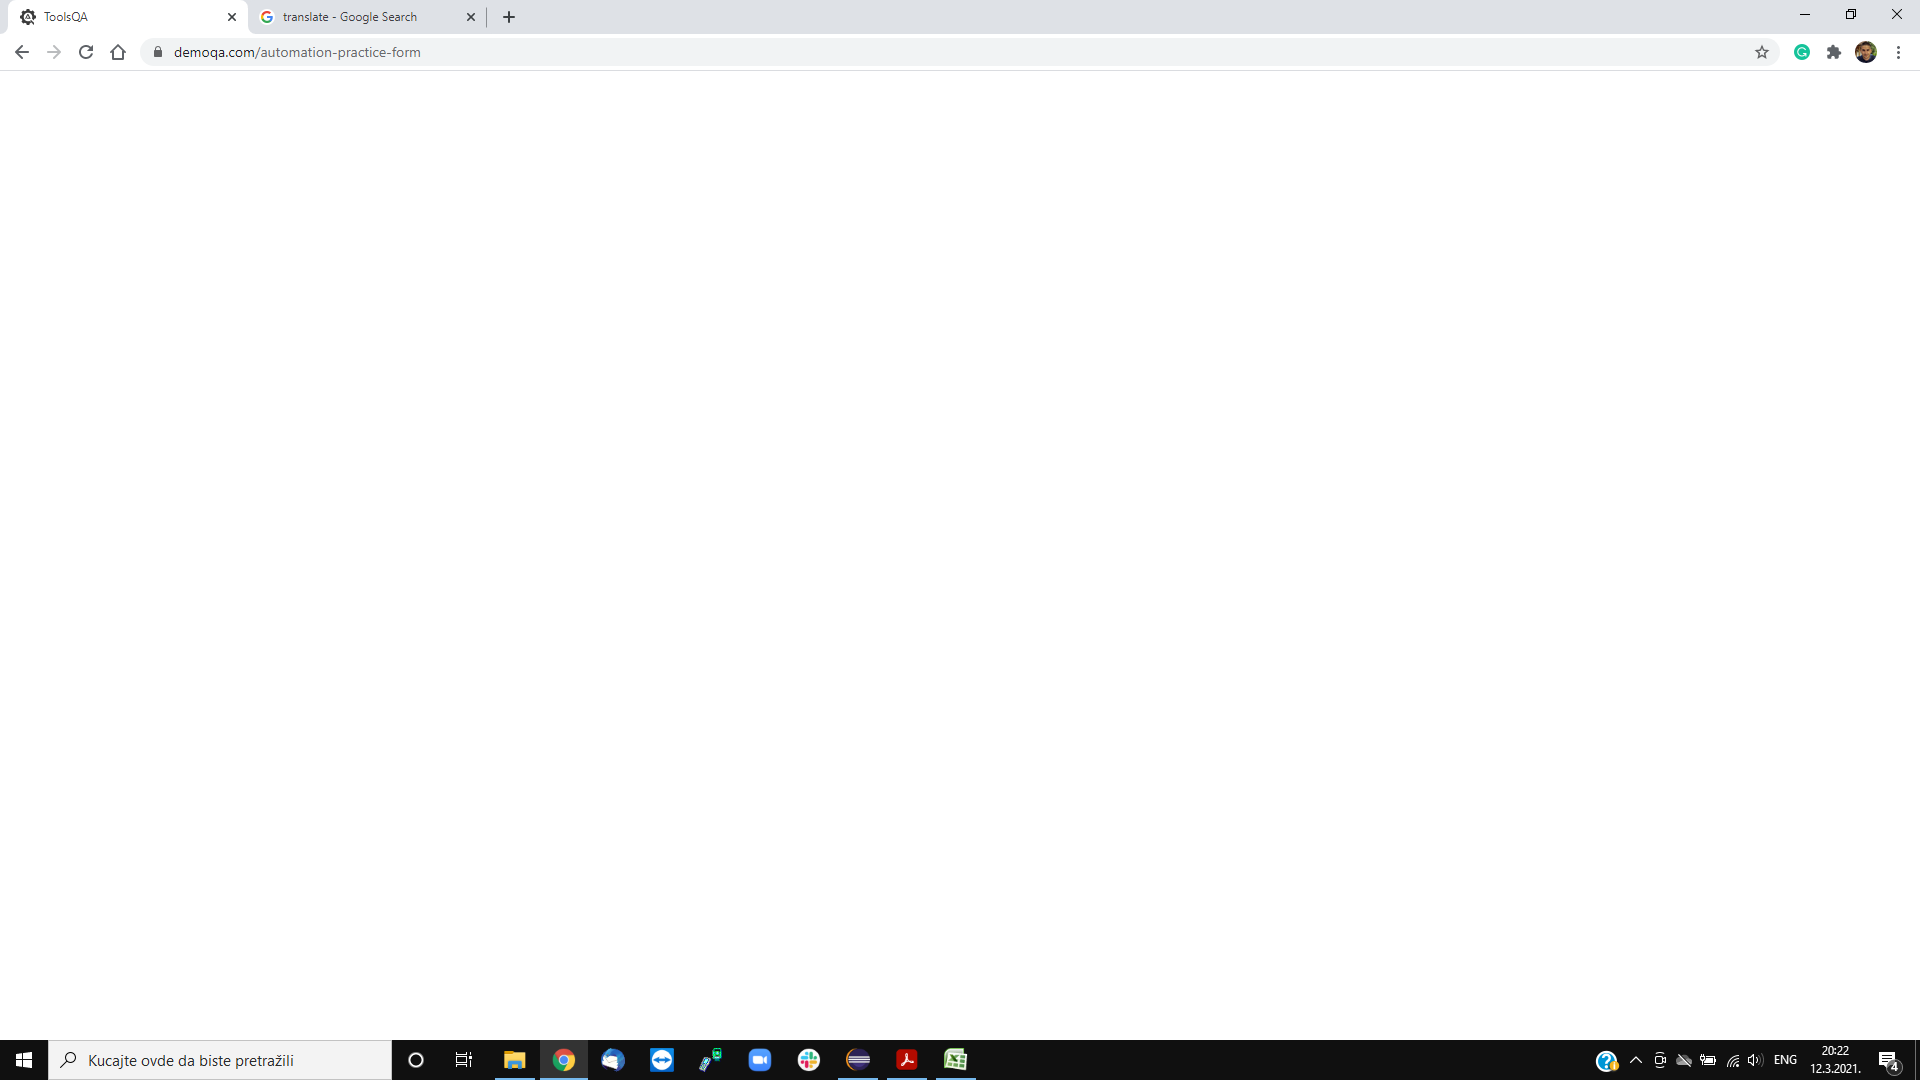 ToolsQA
translate - Google Search
demoqa.com/automation-practice-form
Kucajte ovde da biste pretražili
ENG
20:22
12.3.2021.
4